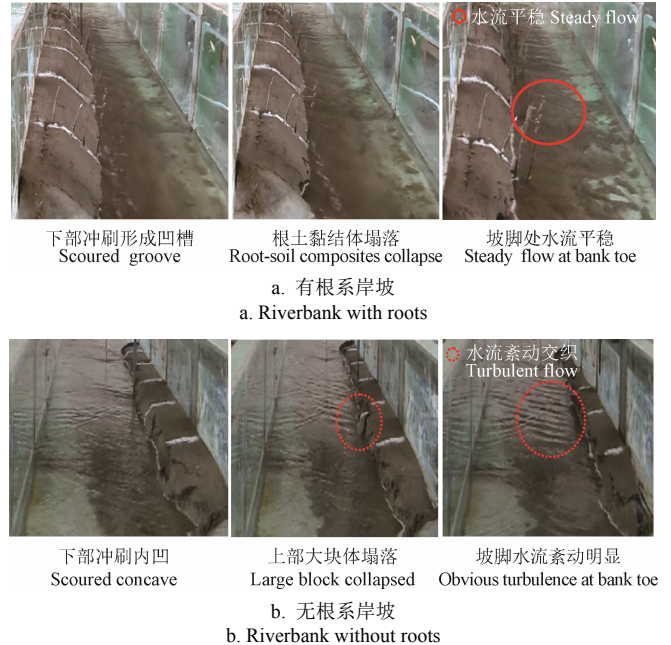 水流平稳 Steady flow
下部冲刷形成凹槽
Scoured groove
根土黏结体塌落
Root-soil composites collapse
坡脚处水流平稳
Steady flow at bank toe
a. 有根系岸坡
a. Riverbank with roots
水流紊动交织
Turbulent flow
下部冲刷内凹
Scoured concave
上部大块体塌落
Large block collapsed
坡脚水流紊动明显
Obvious turbulence at bank toe
b. 无根系岸坡
b. Riverbank without roots